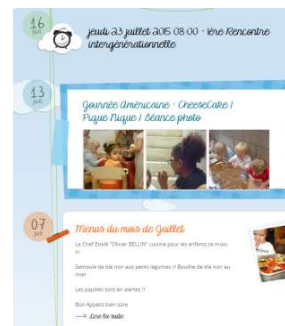 16
juil
jeudi 23 juillet 2015 08:00 - 1ère Rencontre
intergénérationnelle
13
juil
Journée Américaine - CheeseCake /
Pique Nique / Séance photo
07
juil
Menus du mois de Juillet
Le Chef Etoilé "Olivier BELLIN" cuisine pour les enfants ce mois-
ci
Semoule de blé noir aux petits légumes // Bouillie de blé noir au
miel
Les papilles sont en alertes !!
Bon Appetit bien sûre
Lire la suite